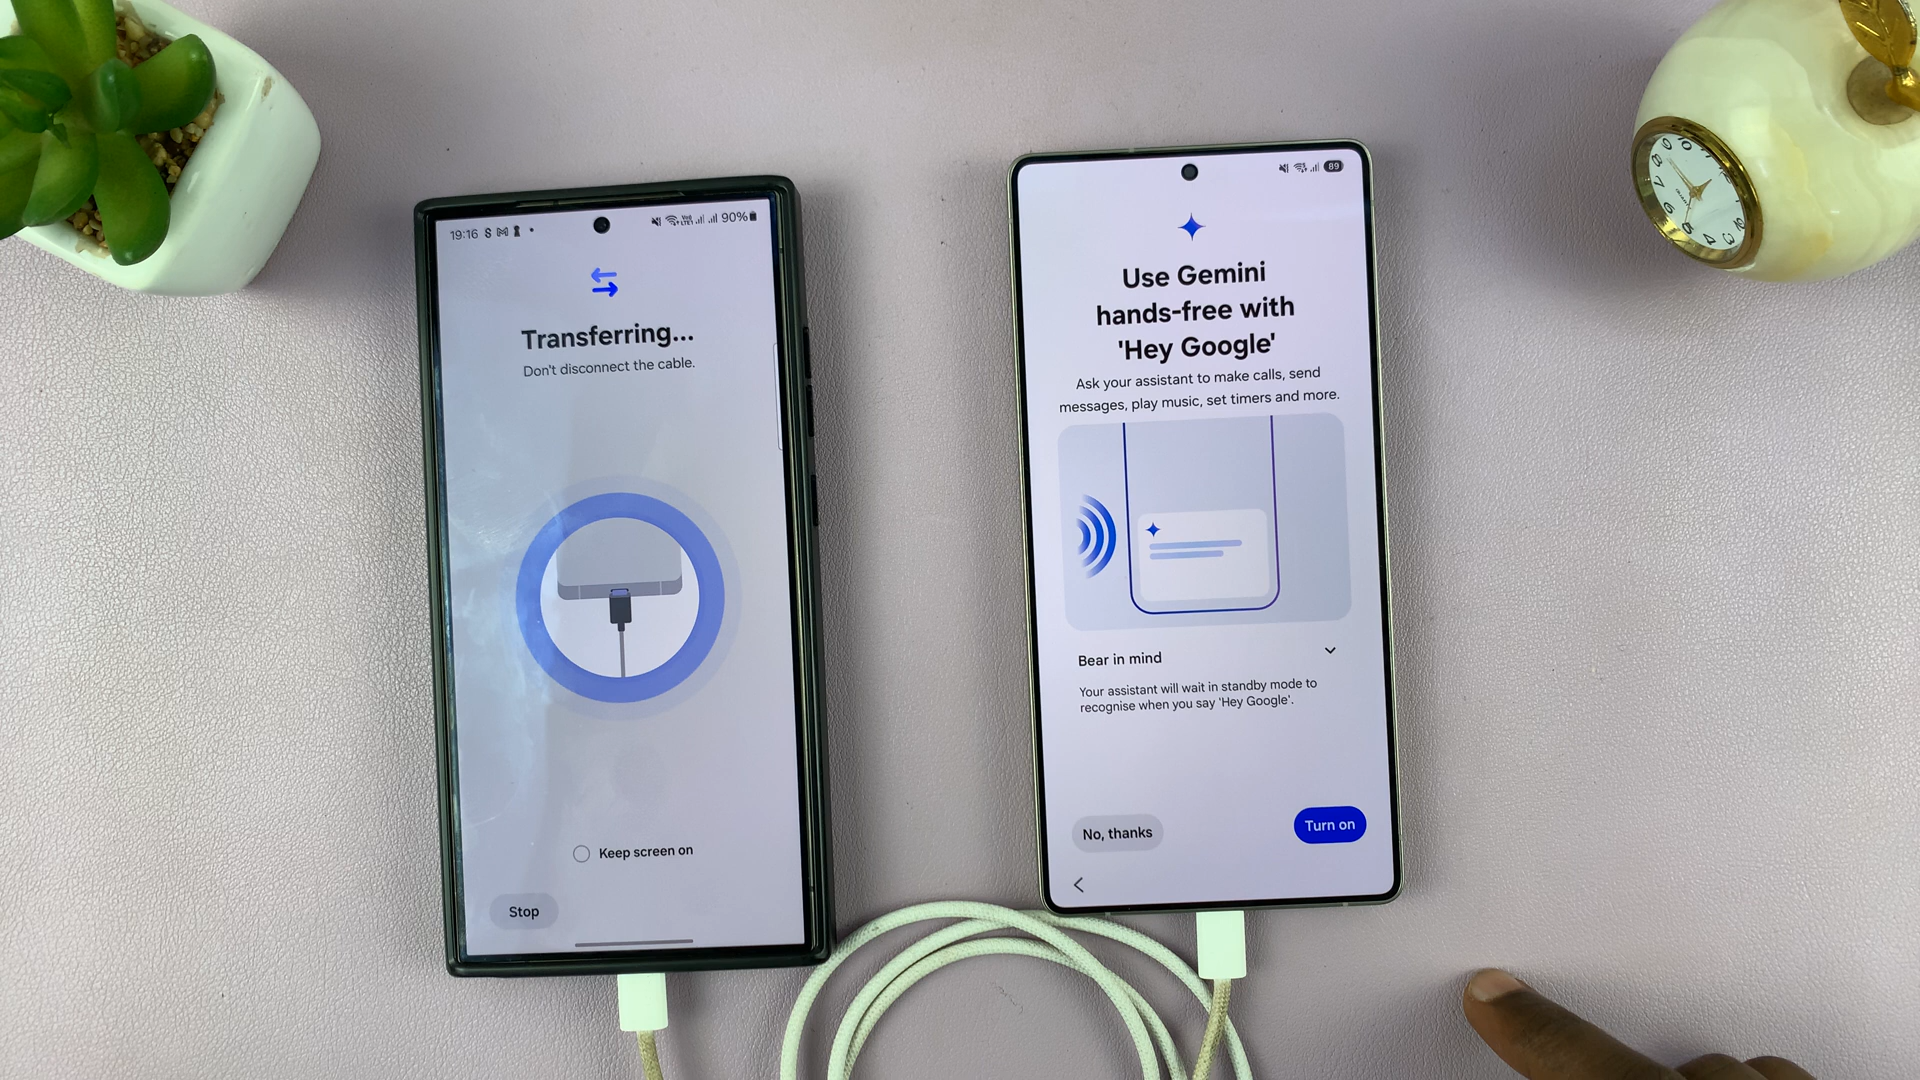 19:16
90%
Transferring...
Don't disconnect the cable.
Keep screen on
Stop
89
Use Gemini
hands-free with
'Hey Google'
Ask your assistant to make calls, send
messages, play music, set timers and more.
Bear in mind
Your assistant will wait in standby mode to
recognise when you say 'Hey Google'.
No, thanks
Turn on